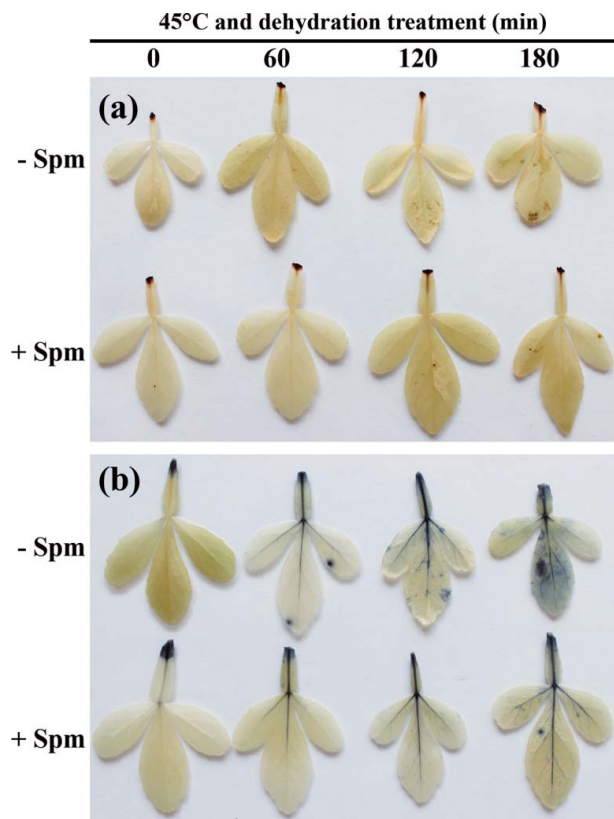 45°C and dehydration treatment (min)
0 60 120 180
(a)
- Spm
+ Spm
(b)
- Spm
+ Spm